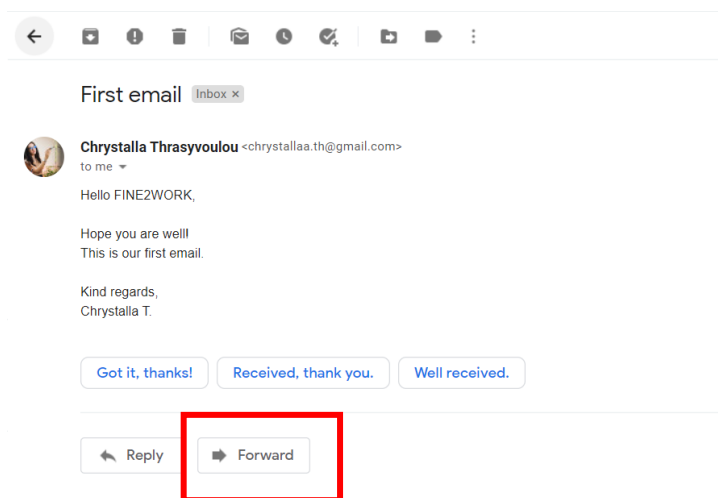 First email Inbox ×
Chrystalla Thrasyvoulou <chrystallaa.th@gmail.com>
to me
Hello FINE2WORK,
Hope you are well!
This is our first email.
Kind regards,
Chrystalla T.
Got it, thanks! Received, thank you. Well received.
Reply Forward